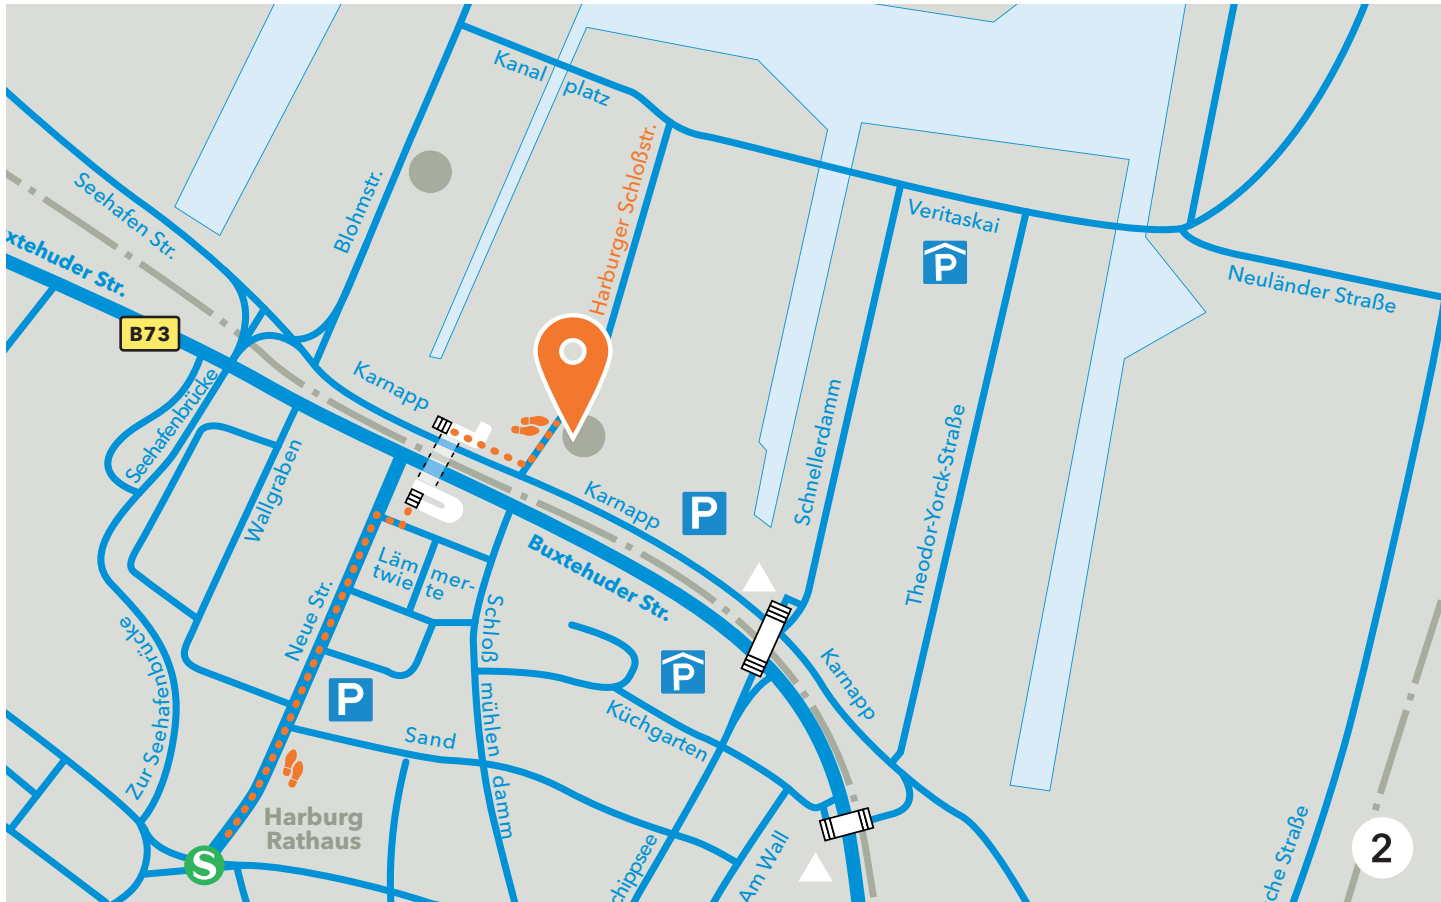 Kanal platz
Harburger Schloßstr.
Seehafen Str.
Blohmstr.
Veritaskai
P
Neuländer Straße
xtehuder Str.
B73
Karnapp
Seehafenbrücke
Schnellerdamm
Theodor-Yorck-Straße
Wallgraben
Karnapp
P
Buxtehuder Str.
Läm mer-
twie te
Neue Str.
Schloß mühlen damm
Zur Seehafenbrücke
P
P
Karnapp
Küchgarten
Sand
Harburg
Rathaus
S
chippsee
Am Wall
che Straße
2